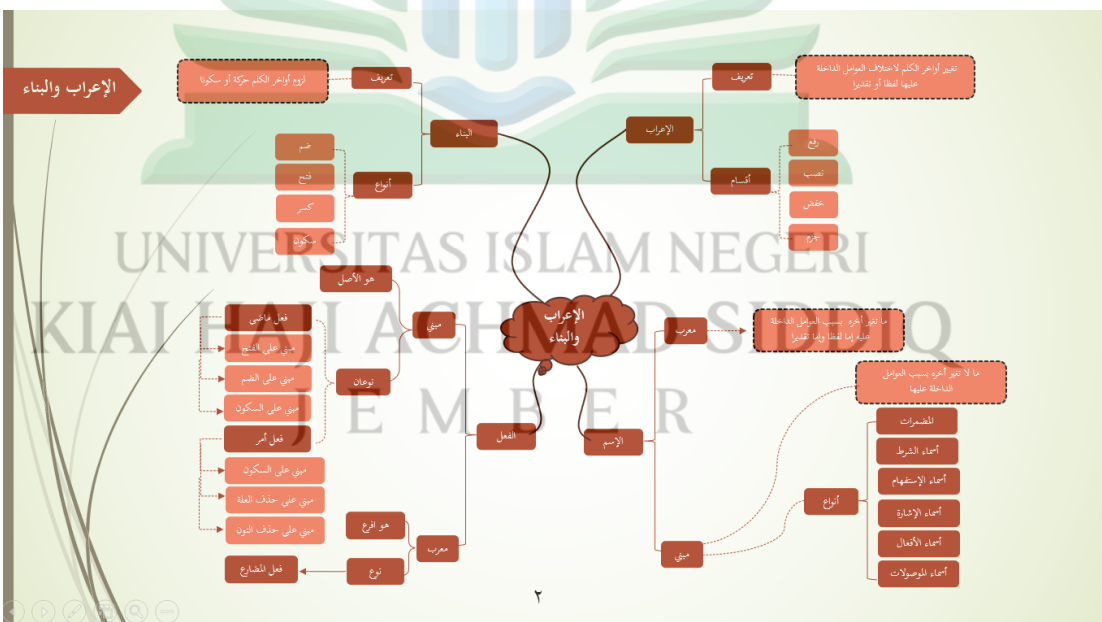 الإعراب والبناء
الإعراب
والبناء
الإعراب
تعريف
تغيير أواخر الكلم لاختلاف العوامل الداخلة
عليها لفظا أو تقديرا
أقسام
رفع
نصب
خفض
جزم
البناء
تعريف
لزوم أواخر الكلم حركة أو سكونا
أنواع
ضم
فتح
كسر
سكون
الإسم
معرب
ما تغير أخره بسبب العوامل الداخلة
عليه إما لفظا وإما تقديرا
مبني
ما لا تغير أخره بسبب العوامل
الداخلة عليها
أنواع
المضمرات
أسماء الشرط
أسماء الإستفهام
أسماء الإشارة
أسماء الأفعال
أسماء الموصولات
الفعل
مبني
هو الأصل
نوعان
فعل ماضى
مبني على الفتح
مبني على الضم
مبني على السكون
فعل أمر
مبني على السكون
مبني على حذف العلة
مبني على حذف النون
معرب
هو افرع
نوع
فعل المضارع
UNIVERSITAS ISLAM NEGERI
KIAI HAJI ACHMAD SIDDIQ
JEMBER
٢